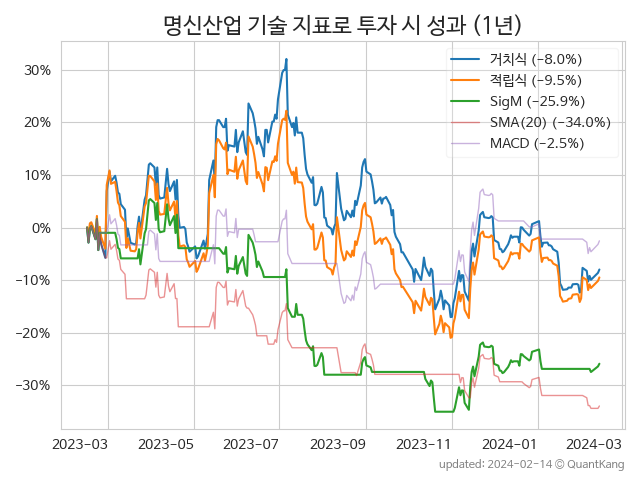 명신산업 기술 지표로 투자 시 성과 (1년)
거치식 (−8.0%)
적립식 (−9.5%)
SigM (−25.9%)
SMA(20) (−34.0%)
MACD (−2.5%)
30%
20%
10%
0%
−10%
−20%
−30%
2023-03 2023-05 2023-07 2023-09 2023-11 2024-01 2024-03
updated: 2024-02-14 © QuantKang